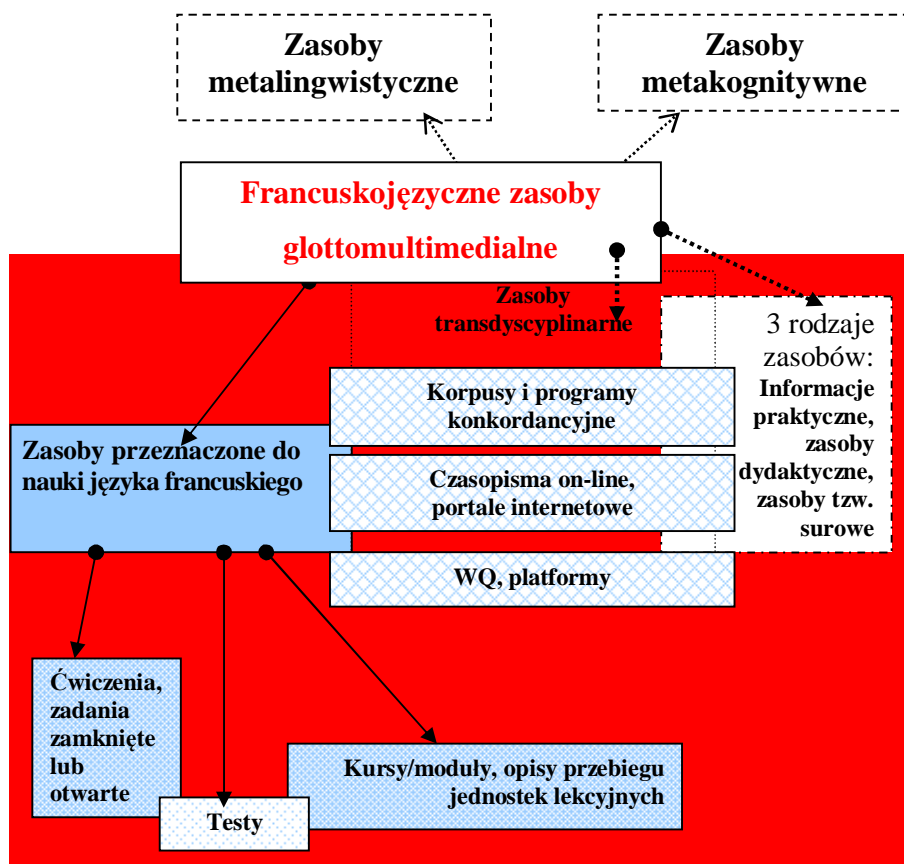 Zasoby
metalingwistyczne
Zasoby
metakognitywne
Francuskojęzyczne zasoby
glottomultimedialne
Zasoby
transdyscyplinarne
3 rodzaje
zasobów:
Informacje
praktyczne,
zasoby
dydaktyczne,
zasoby tzw.
surowe
Korpusy i programy
konkordancyjne
Zasoby przeznaczone do
nauki języka francuskiego
Czasopisma on-line,
portale internetowe
WQ, platformy
Ćwiczenia,
zadania
zamknięte
lub
otwarte
Kursy/moduły, opisy przebiegu
jednostek lekcyjnych
Testy